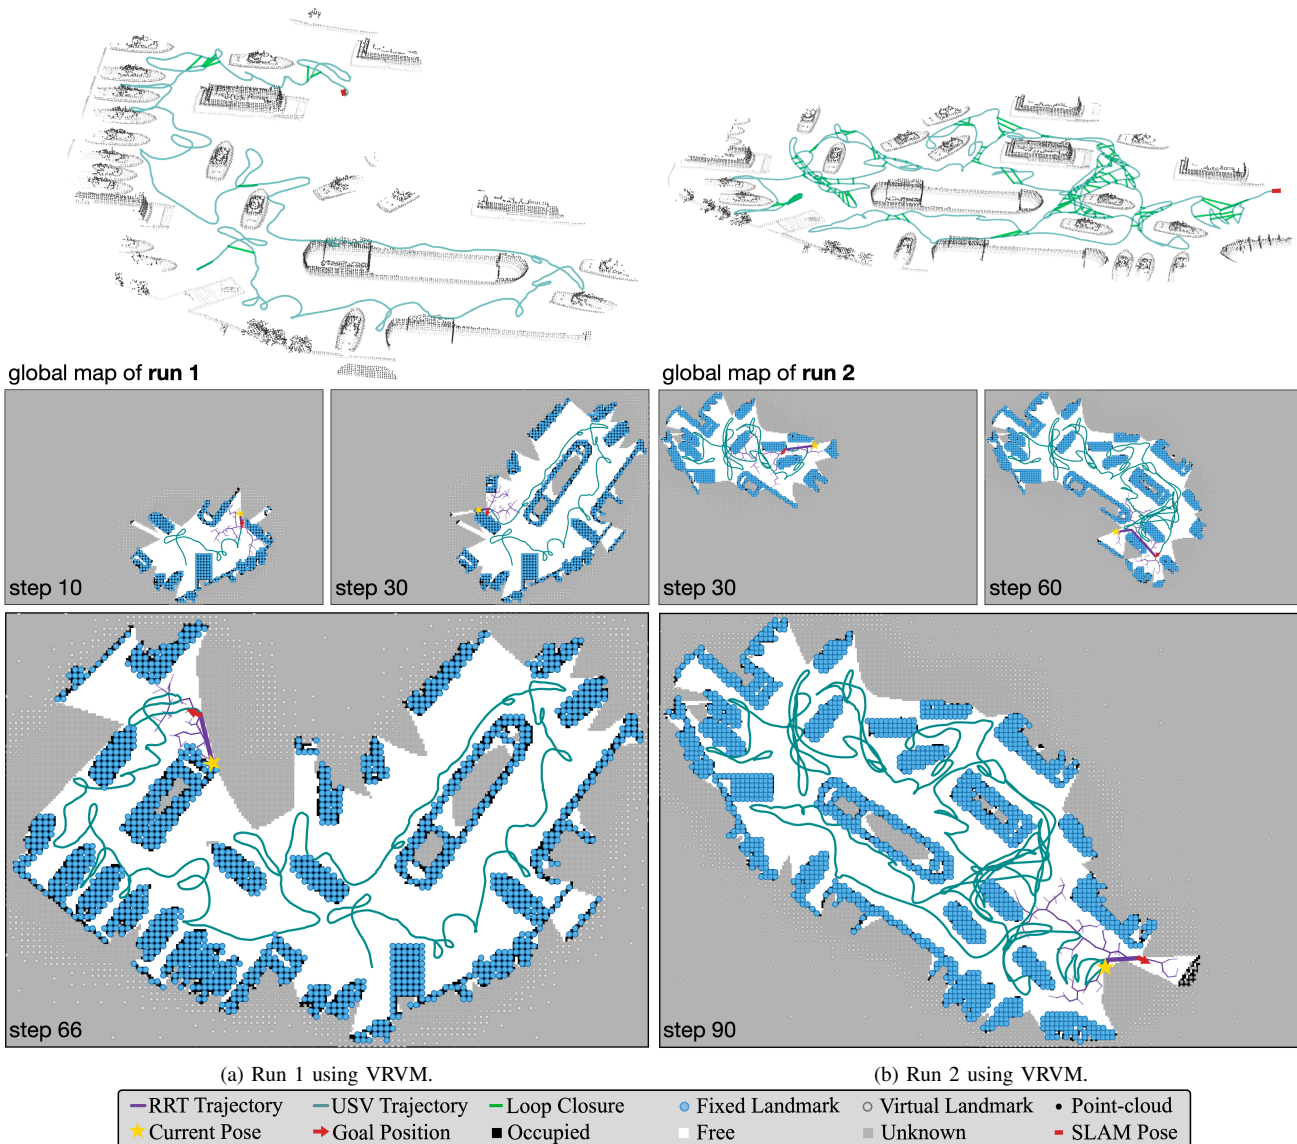 global map of run 1
global map of run 2
step 10
step 30
step 30
step 60
step 66
step 90
(a) Run 1 using VRVM.
(b) Run 2 using VRVM.
RRT Trajectory
USV Trajectory
Loop Closure
Fixed Landmark
Virtual Landmark
Point-cloud
Current Pose
Goal Position
Occupied
Free
Unknown
SLAM Pose